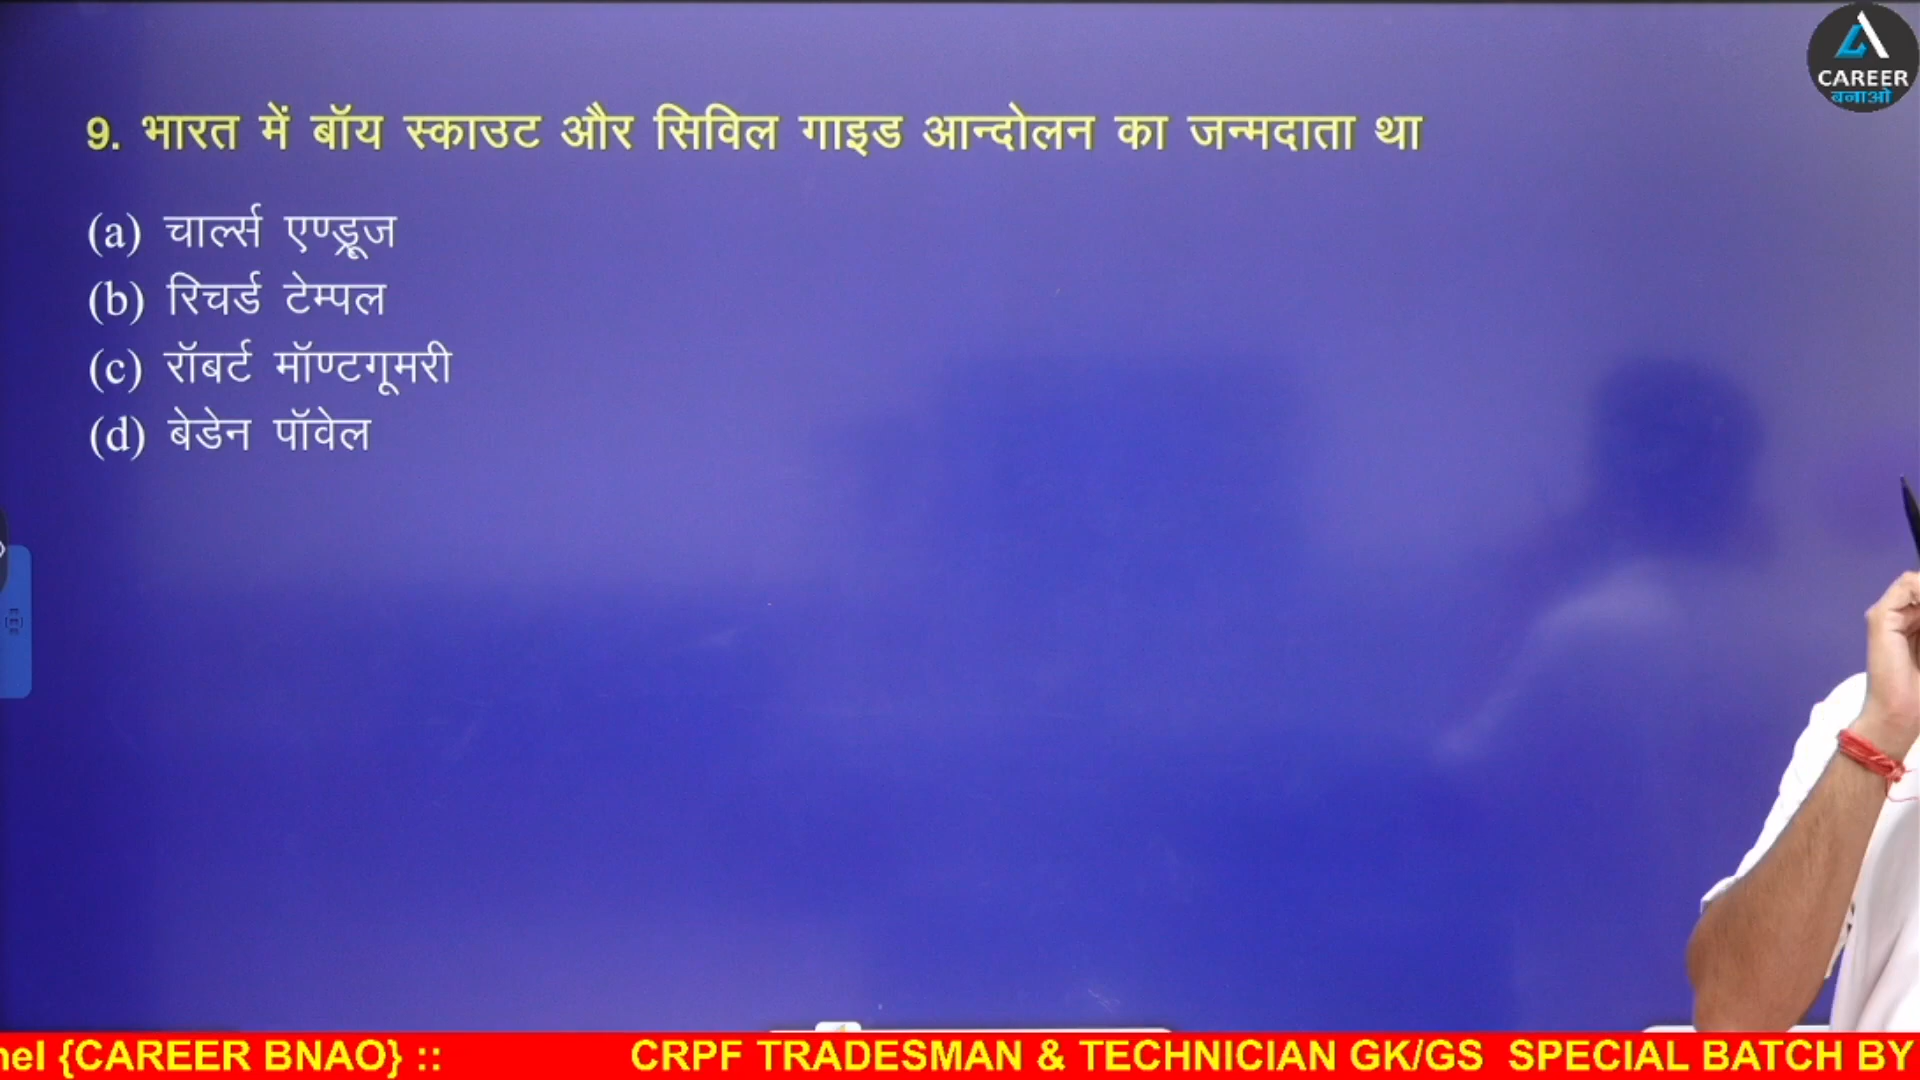 CAREER
बनाओ
9. भारत में बॉय स्काउट और सिविल गाइड आन्दोलन का जन्मदाता था
(a) चार्ल्स एण्ड्रूज
(b) रिचर्ड टेम्पल
(c) रॉबर्ट मॉण्टगूमरी
(d) बेडेन पॉवेल
nel {CAREER BNAO} :: CRPF TRADESMAN & TECHNICIAN GK/GS SPECIAL BATCH BY